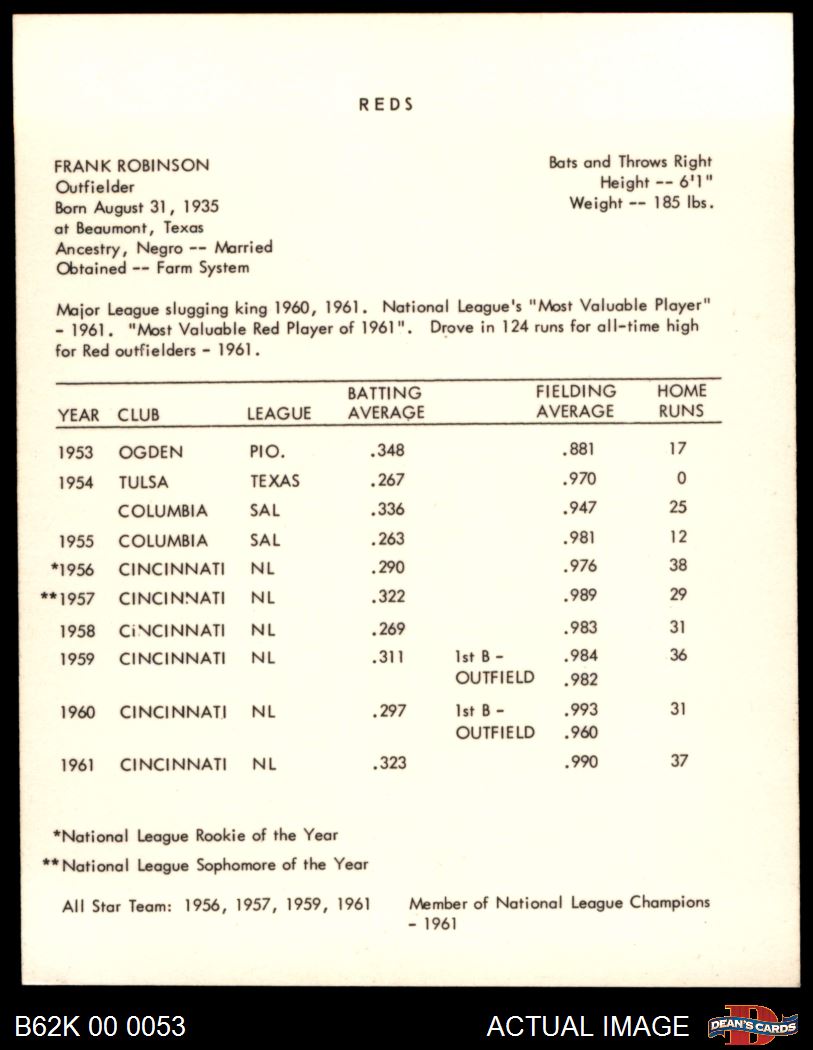 REDS
FRANK ROBINSON
Outfielder
Born August 31, 1935
at Beaumont, Texas
Ancestry, Negro -- Married
Obtained -- Farm System
Bats and Throws Right
Height -- 6'1"
Weight -- 185 lbs.
Major League slugging king 1960, 1961. National League's "Most Valuable Player"
- 1961. "Most Valuable Red Player of 1961". Drove in 124 runs for all-time high
for Red outfielders - 1961.
YEAR CLUB LEAGUE BATTING AVERAGE FIELDING AVERAGE HOME RUNS
1953 OGDEN PIO. .348 .881 17
1954 TULSA TEXAS .267 .970 0
COLUMBIA SAL .336 .947 25
1955 COLUMBIA SAL .263 .981 12
*1956 CINCINNATI NL .290 .976 38
**1957 CINCINNATI NL .322 .989 29
1958 CiNCINNATI NL .269 .983 31
1959 CINCINNATI NL .311 1st B - .984 36
OUTFIELD .982
1960 CINCINNATI NL .297 1st B - .993 31
OUTFIELD .960
1961 CINCINNATI NL .323 .990 37
*National League Rookie of the Year
**National League Sophomore of the Year
All Star Team: 1956, 1957, 1959, 1961
Member of National League Champions
- 1961
B62K 00 0053
ACTUAL IMAGE
D
DEAN'S CARDS